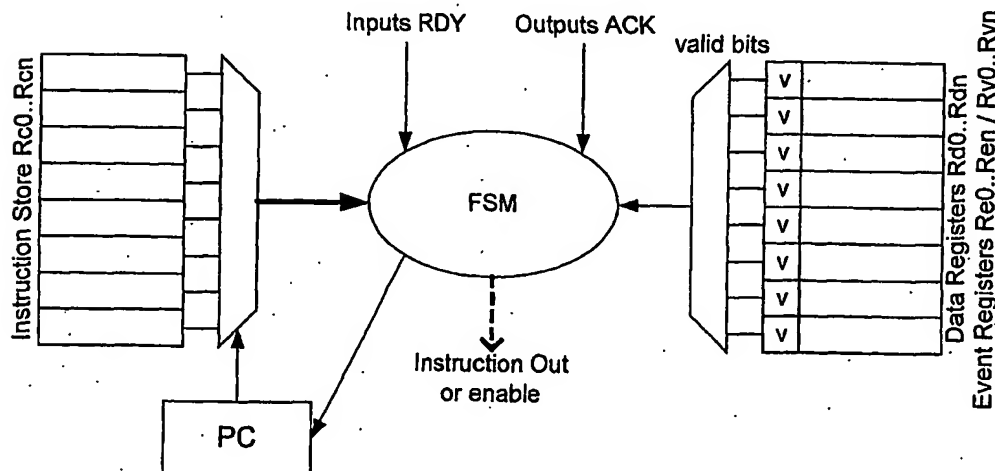 Inputs RDY
Outputs ACK
valid bits
Instruction Store Rc0..Rcn
FSM
v
v
v
v
v
v
v
v
Data Registers Rd0..Rdn
Event Registers Re0..Ren / Rv0..Rvn
Instruction Out
or enable
PC